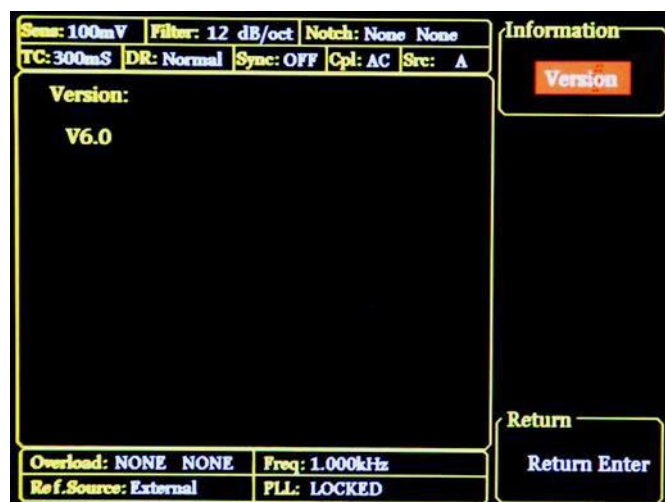 Sens: 100mV Filter: 12 dB/oct Notch: None None
TC: 300mS DR: Normal Sync: OFF Cpl: AC Src: A
Information
Version
Version:
V6.0
Return
Return Enter
Overload: NONE NONE Freq: 1.000kHz
Ref.Source: External PLL: LOCKED